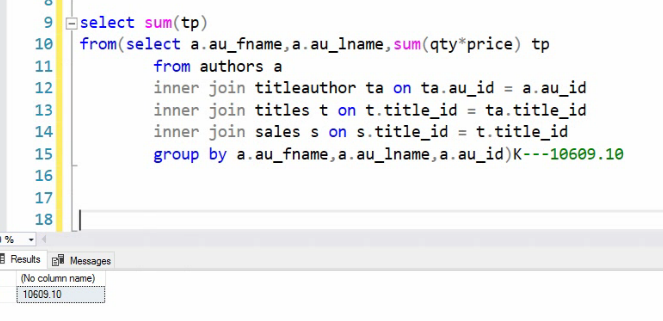 8
9 select sum(tp)
10 from(select a.au_fname,a.au_lname,sum(qty*price) tp
11 from authors a
12 inner join titleauthor ta on ta.au_id = a.au_id
13 inner join titles t on t.title_id = ta.title_id
14 inner join sales s on s.title_id = t.title_id
15 group by a.au_fname,a.au_lname,a.au_id)K---10609.10
16
17
18
%
Results Messages
(No column name)
10609.10